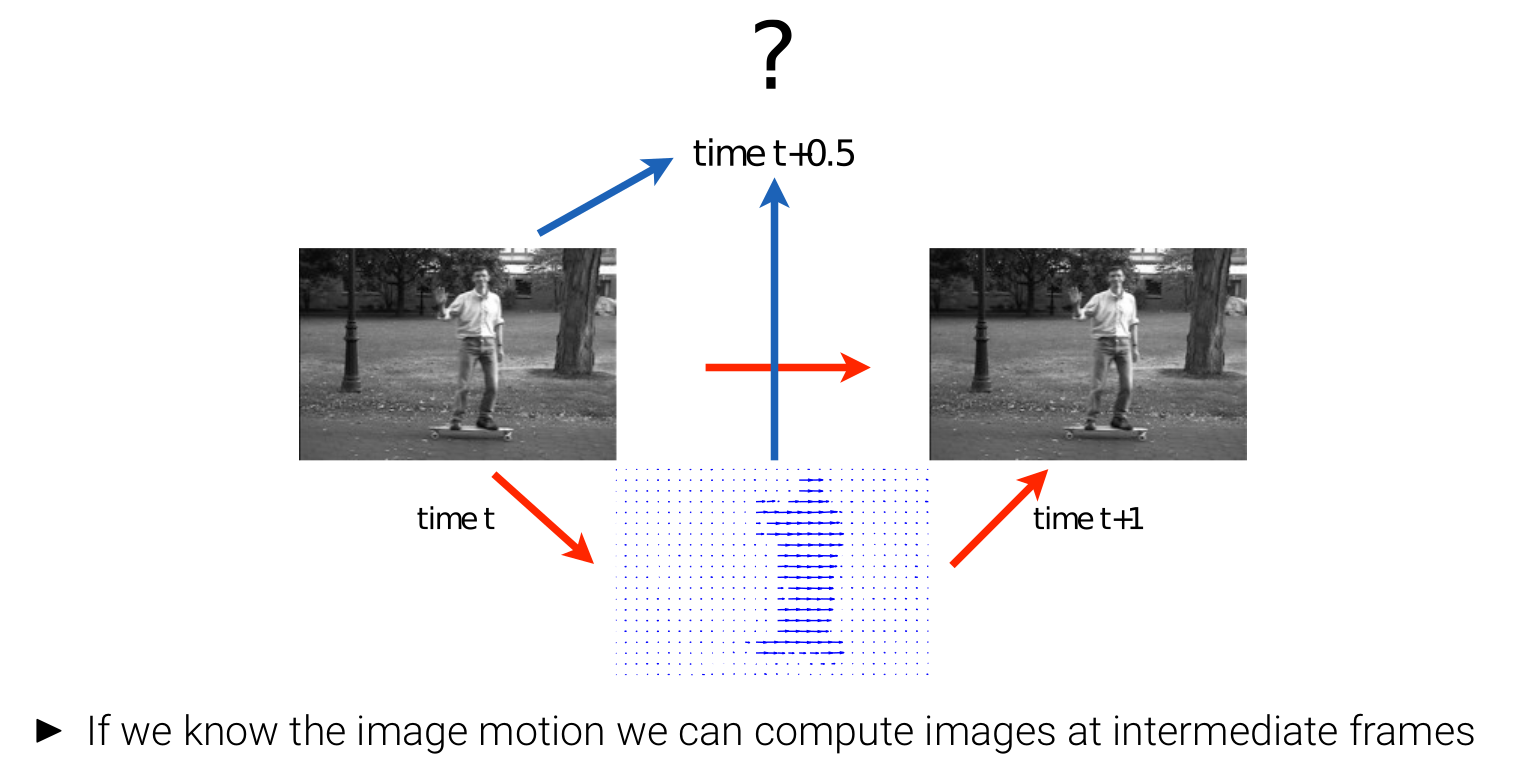 ?
time t+0.5
time t
time t+1
► If we know the image motion we can compute images at intermediate frames